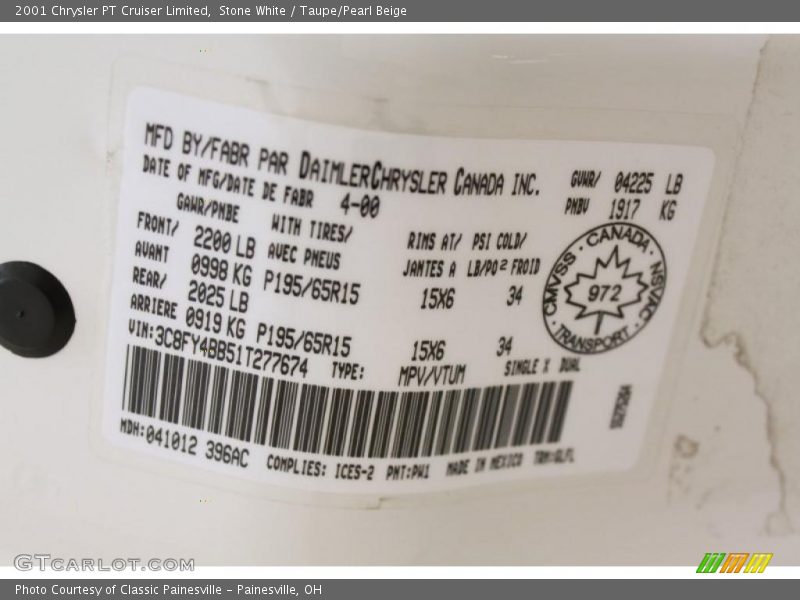 2001 Chrysler PT Cruiser Limited, Stone White / Taupe/Pearl Beige
MFD BY/FABR PAR DAIMLERCHRYSLER CANADA INC.
DATE OF MFG/DATE DE FABR 4-00
GVWR/ 04225 LB
PNBV 1917 KG
GAWR/PNBE WITH TIRES/ RIMS AT/ PSI COLD/
AVEC PNEUS JANTES A LB/PO² FROID
FRONT/ 2200 LB
AVANT 0998 KG P195/65R15 15X6 34
REAR/ 2025 LB
ARRIERE 0919 KG P195/65R15 15X6 34
CMVSS · CANADA · NSVAC · TRANSPORT ·
972
VIN:3C8FY4BB51T277674 TYPE: MPV/VTUM SINGLE X DUAL
MDH:041012 396AC COMPLIES: ICES-2 PNT:PW1 MADE IN MEXICO
GTCARLOT.COM
Photo Courtesy of Classic Painesville – Painesville, OH